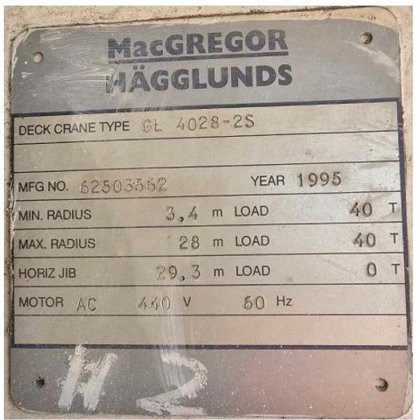 MacGREGOR
HÄGGLUNDS
DECK CRANE TYPE GL 4028-2S
MFG NO. 62503562 YEAR 1995
MIN. RADIUS 3,4 m LOAD 40 T
MAX. RADIUS 28 m LOAD 40 T
HORIZ JIB 29,3 m LOAD 0 T
MOTOR AC 440 V 60 Hz
N 2